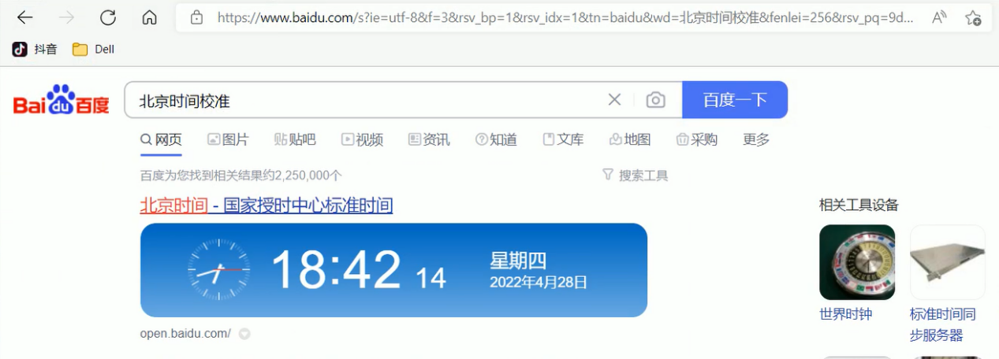 https://www.baidu.com/s?ie=utf-8&f=3&rsv_bp=1&rsv_idx=1&tn=baidu&wd=北京时间校准&fenlei=256&rsv_pq=9d...
抖音 Dell
Bai du 百度 北京时间校准 百度一下
网页 图片 贴吧 视频 资讯 知道 文库 地图 采购 更多
百度为您找到相关结果约2,250,000个 搜索工具
北京时间 - 国家授时中心标准时间
相关工具设备
18:42 14
星期四
2022年4月28日
世界时钟
标准时间同
步服务器
open.baidu.com/